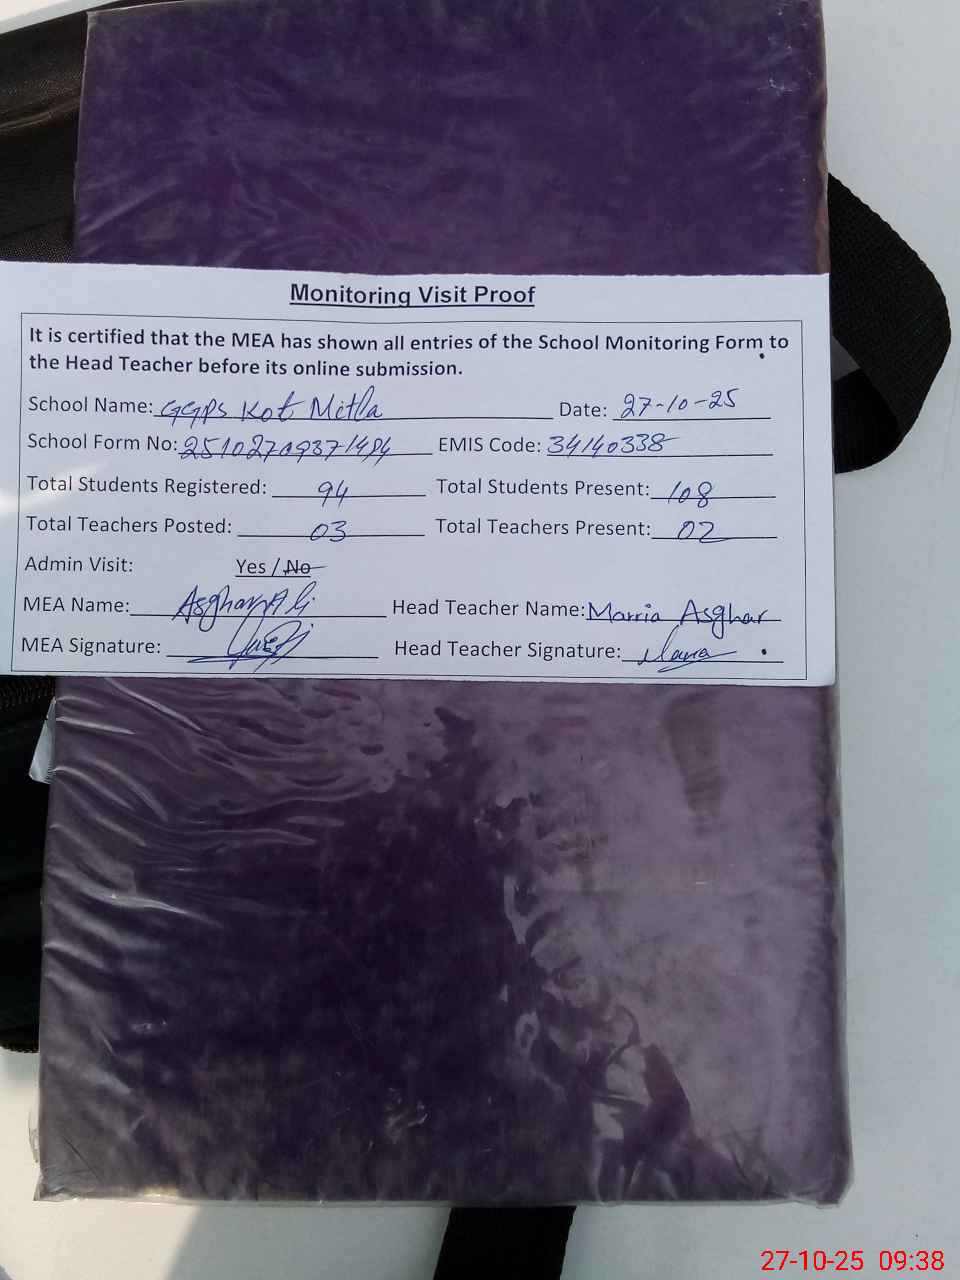 Monitoring Visit Proof
It is certified that the MEA has shown all entries of the School Monitoring Form to
the Head Teacher before its online submission.
School Name: GGPS Kot Mitla Date: 27-10-25
School Form No: 25102709371484 EMIS Code: 34140338
Total Students Registered: 94 Total Students Present: 108
Total Teachers Posted: 03 Total Teachers Present: 02
Admin Visit: Yes / No
MEA Name: Asghar Ali Head Teacher Name: Marria Asghar
MEA Signature: Head Teacher Signature:
27-10-25 09:38